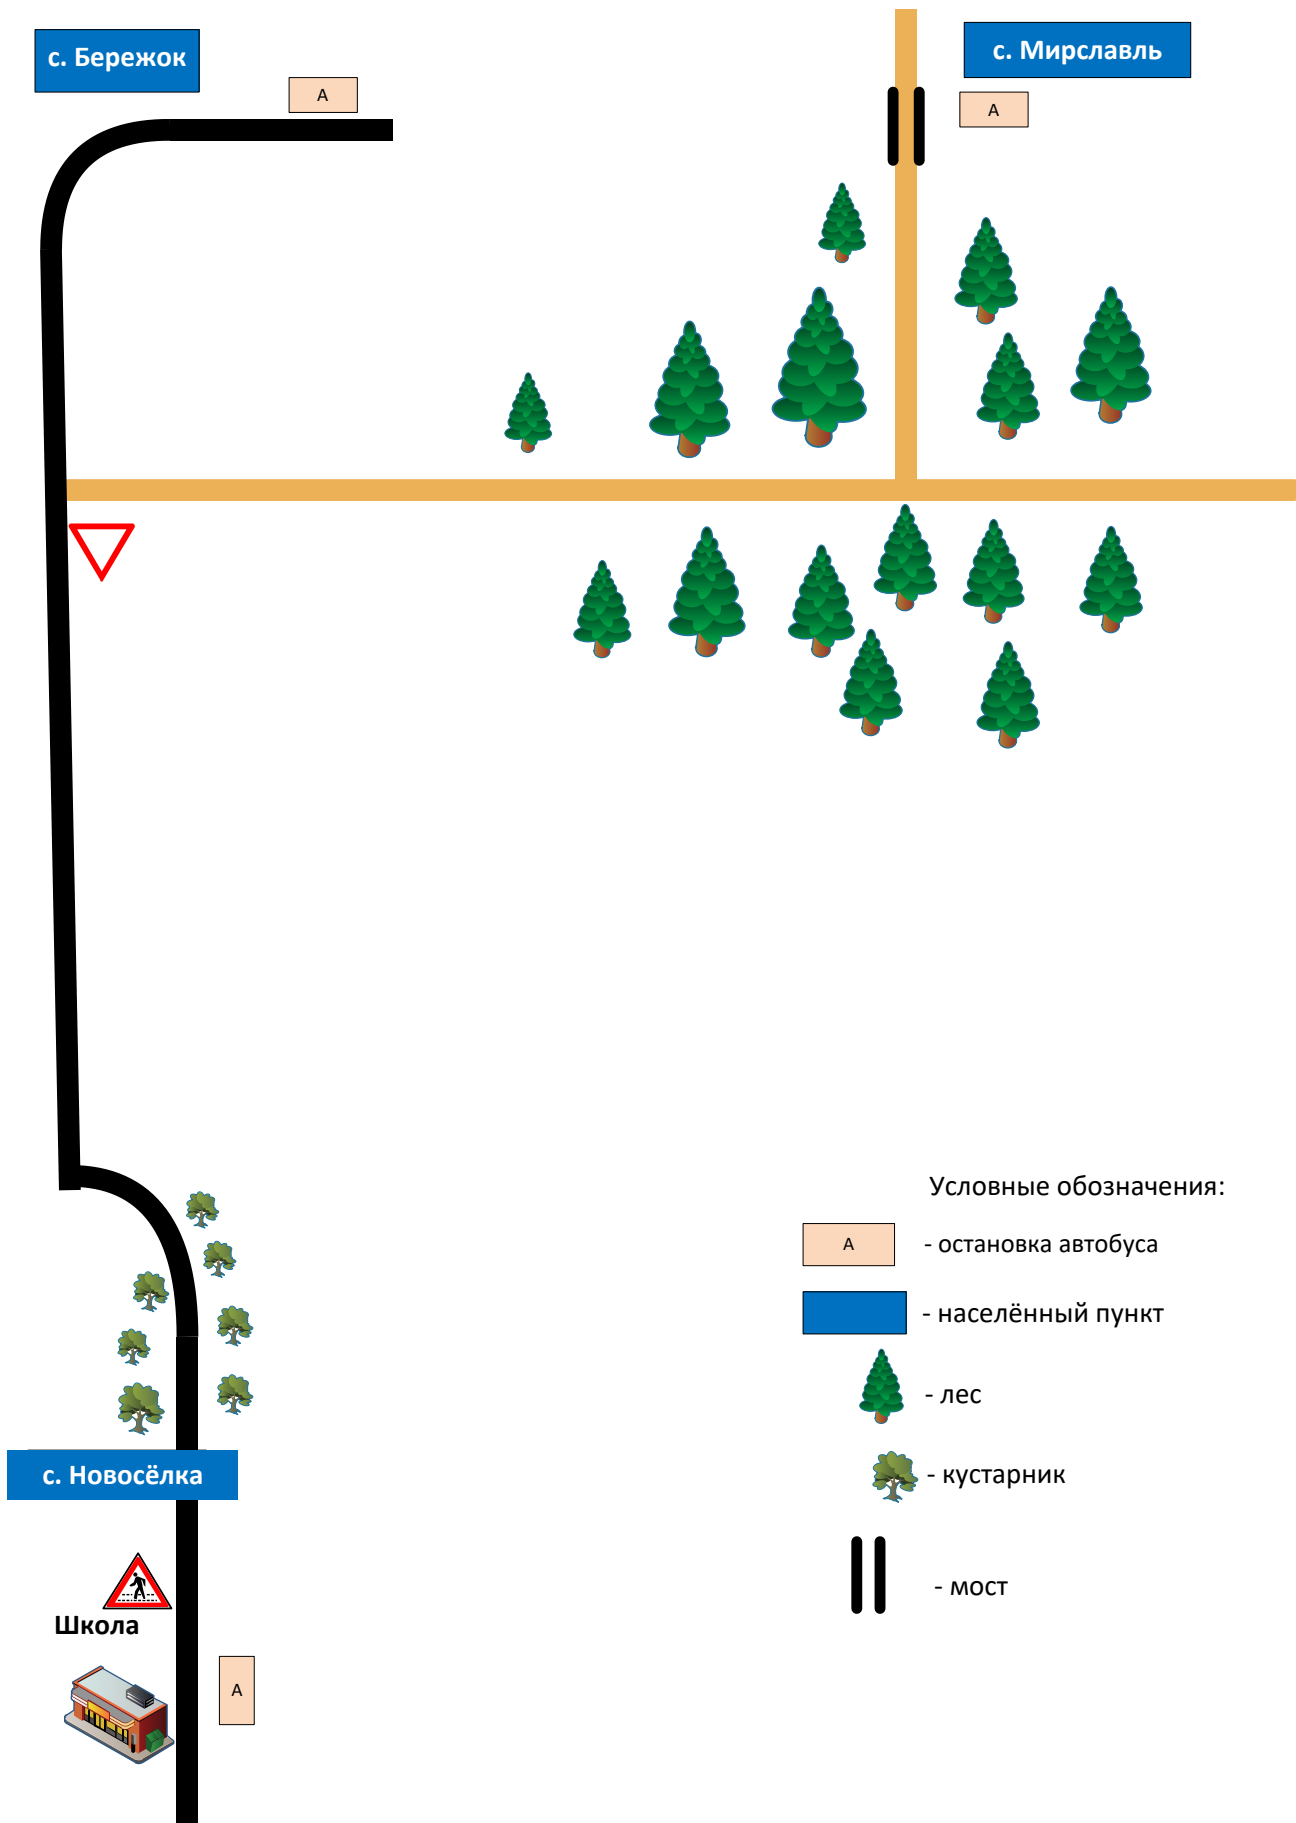 с. Бережок
с. Мирславль
А
А
Условные обозначения:
А - остановка автобуса
- населённый пункт
- лес
- кустарник
с. Новосёлка
- мост
Школа
А